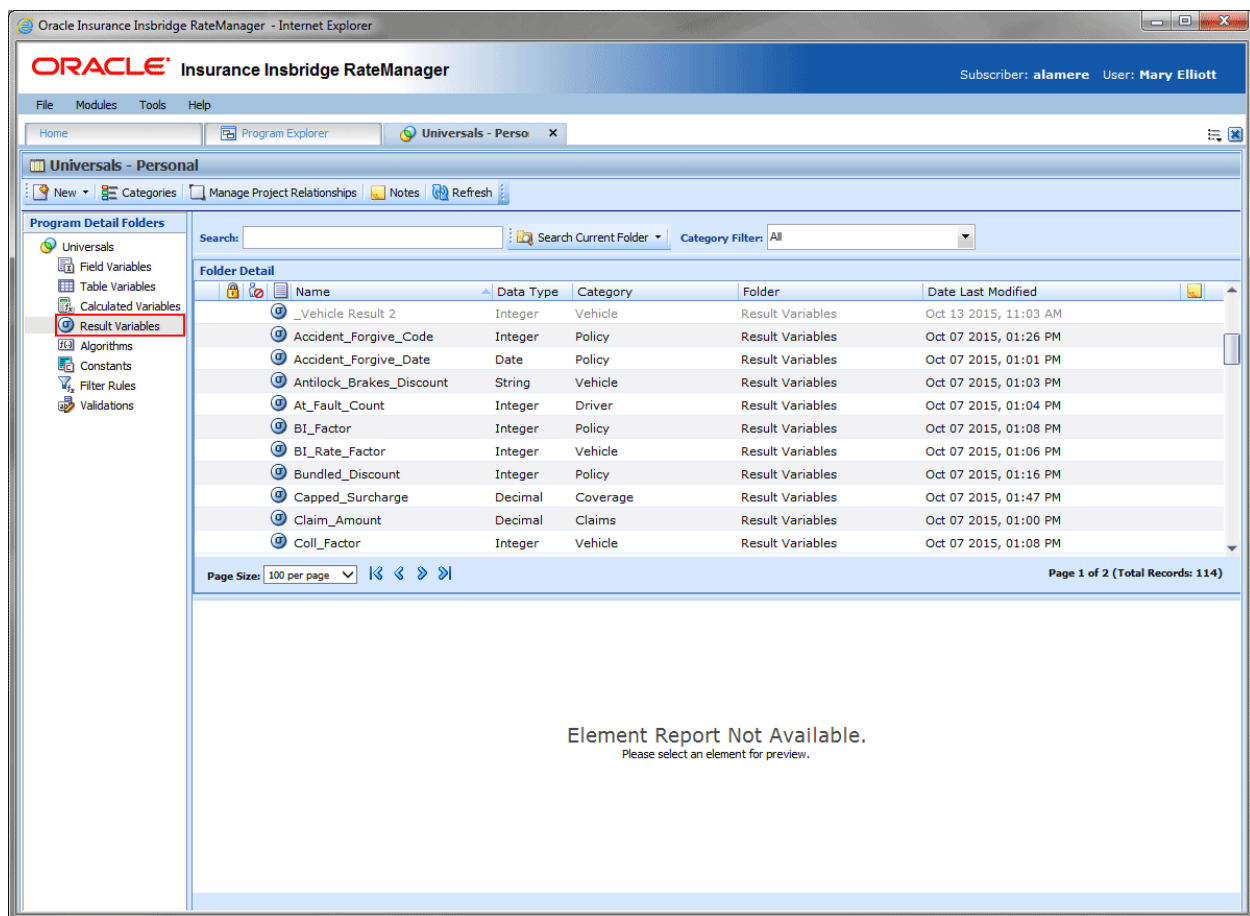 Oracle Insurance Insbridge RateManager - Internet Explorer
ORACLE Insurance Insbridge RateManager
Subscriber: alamere User: Mary Elliott
File Modules Tools Help
Home Program Explorer Universals - Perso
Universals - Personal
New Categories Manage Project Relationships Notes Refresh
Program Detail Folders
Universals
Field Variables
Table Variables
Calculated Variables
Result Variables
Algorithms
Constants
Filter Rules
Validations
Search: Search Current Folder Category Filter: All
Folder Detail
Name Data Type Category Folder Date Last Modified
_Vehicle Result 2 Integer Vehicle Result Variables Oct 13 2015, 11:03 AM
Accident_Forgive_Code Integer Policy Result Variables Oct 07 2015, 01:26 PM
Accident_Forgive_Date Date Policy Result Variables Oct 07 2015, 01:01 PM
Antilock_Brakes_Discount String Vehicle Result Variables Oct 07 2015, 01:03 PM
At_Fault_Count Integer Driver Result Variables Oct 07 2015, 01:04 PM
BI_Factor Integer Policy Result Variables Oct 07 2015, 01:08 PM
BI_Rate_Factor Integer Vehicle Result Variables Oct 07 2015, 01:06 PM
Bundled_Discount Integer Policy Result Variables Oct 07 2015, 01:16 PM
Capped_Surcharge Decimal Coverage Result Variables Oct 07 2015, 01:47 PM
Claim_Amount Decimal Claims Result Variables Oct 07 2015, 01:00 PM
Coll_Factor Integer Vehicle Result Variables Oct 07 2015, 01:08 PM
Page Size: 100 per page Page 1 of 2 (Total Records: 114)
Element Report Not Available.
Please select an element for preview.